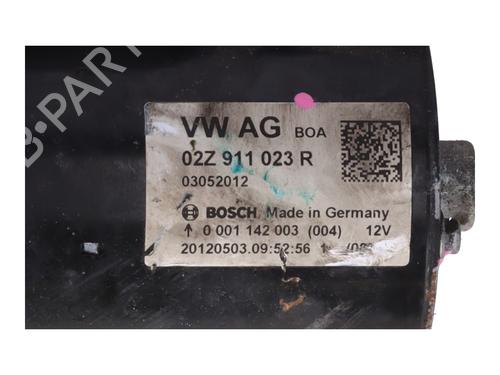 VW AG BOA
02Z 911 023 R
03052012
BOSCH Made in Germany
↑ 0 001 142 003 (004) 12V
20120503.09:52:56
B-PARTS